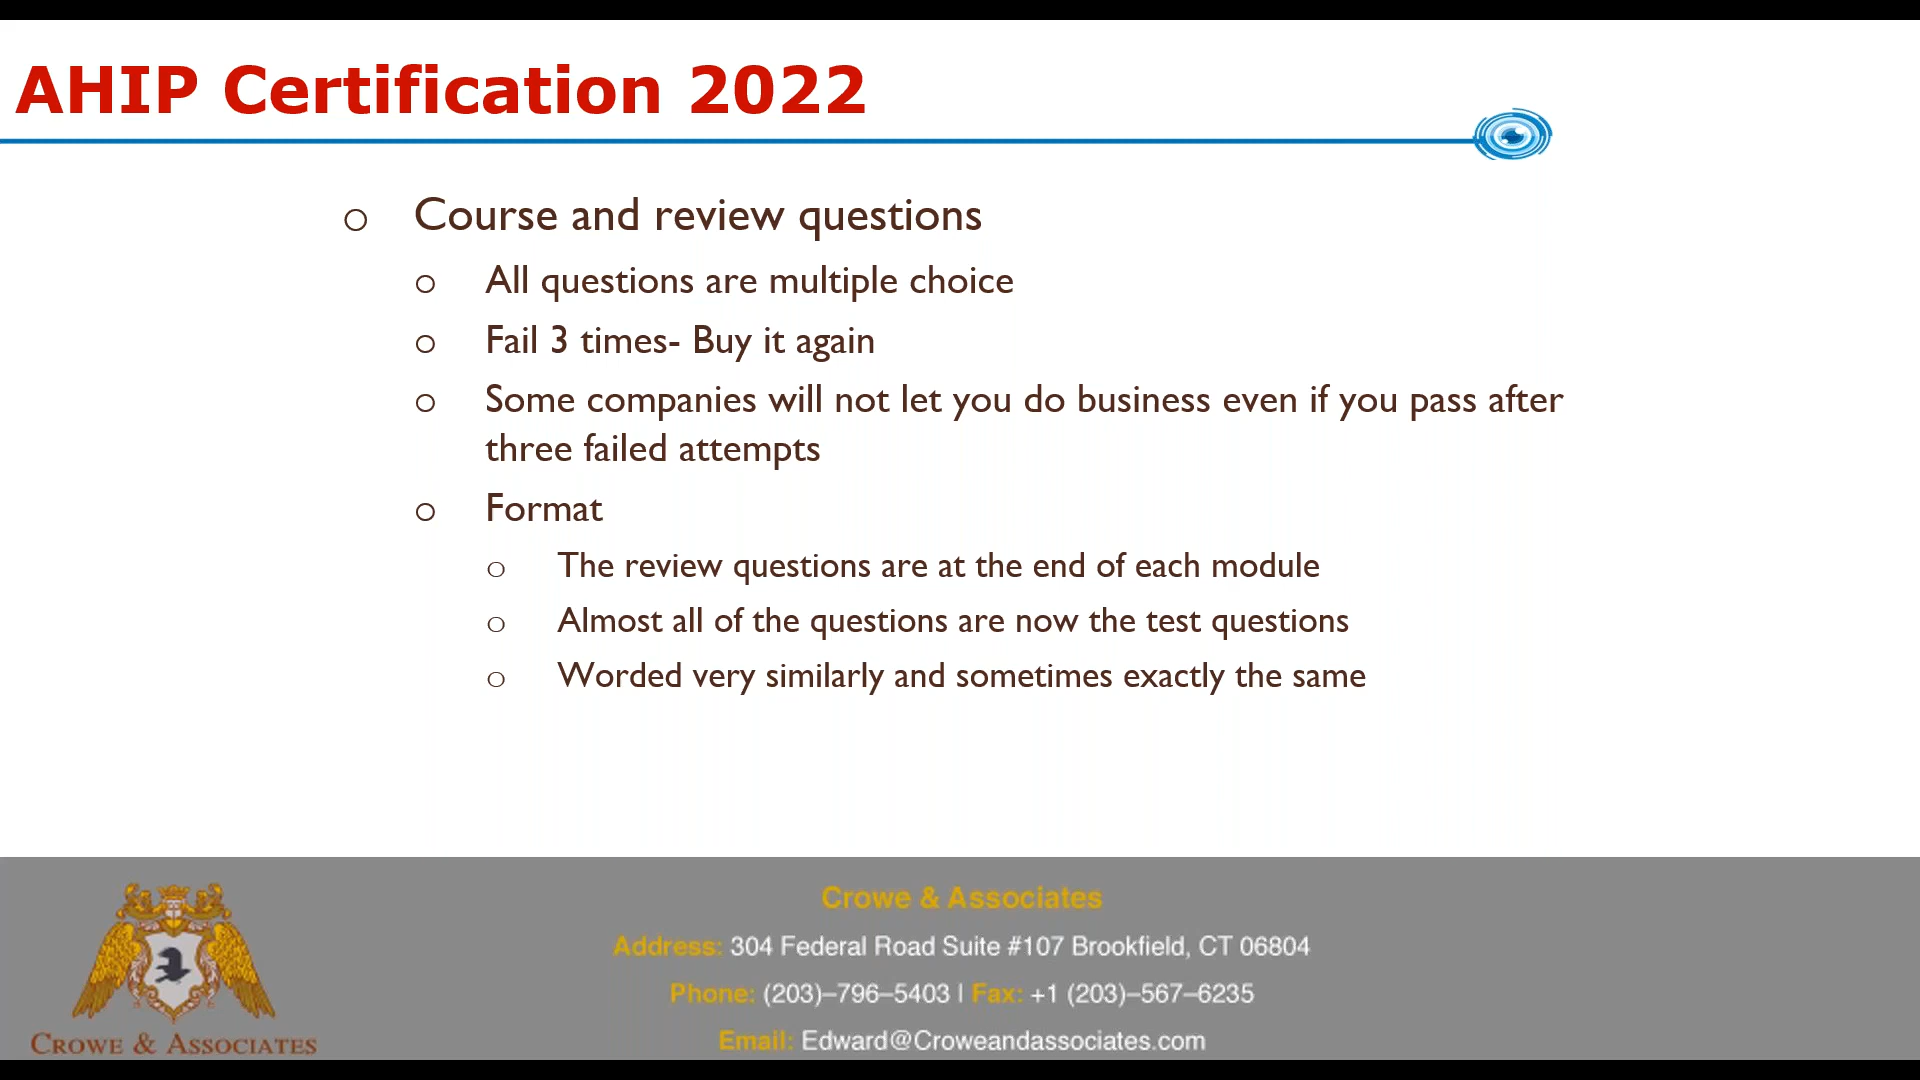 AHIP Certification 2022
o Course and review questions
o All questions are multiple choice
o Fail 3 times- Buy it again
o Some companies will not let you do business even if you pass after
three failed attempts
o Format
o The review questions are at the end of each module
o Almost all of the questions are now the test questions
o Worded very similarly and sometimes exactly the same
Crowe & Associates
Address: 304 Federal Road Suite #107 Brookfield, CT 06804
Phone: (203)–796–5403 | Fax: +1 (203)–567–6235
Email: Edward@Croweandassociates.com
CROWE & ASSOCIATES